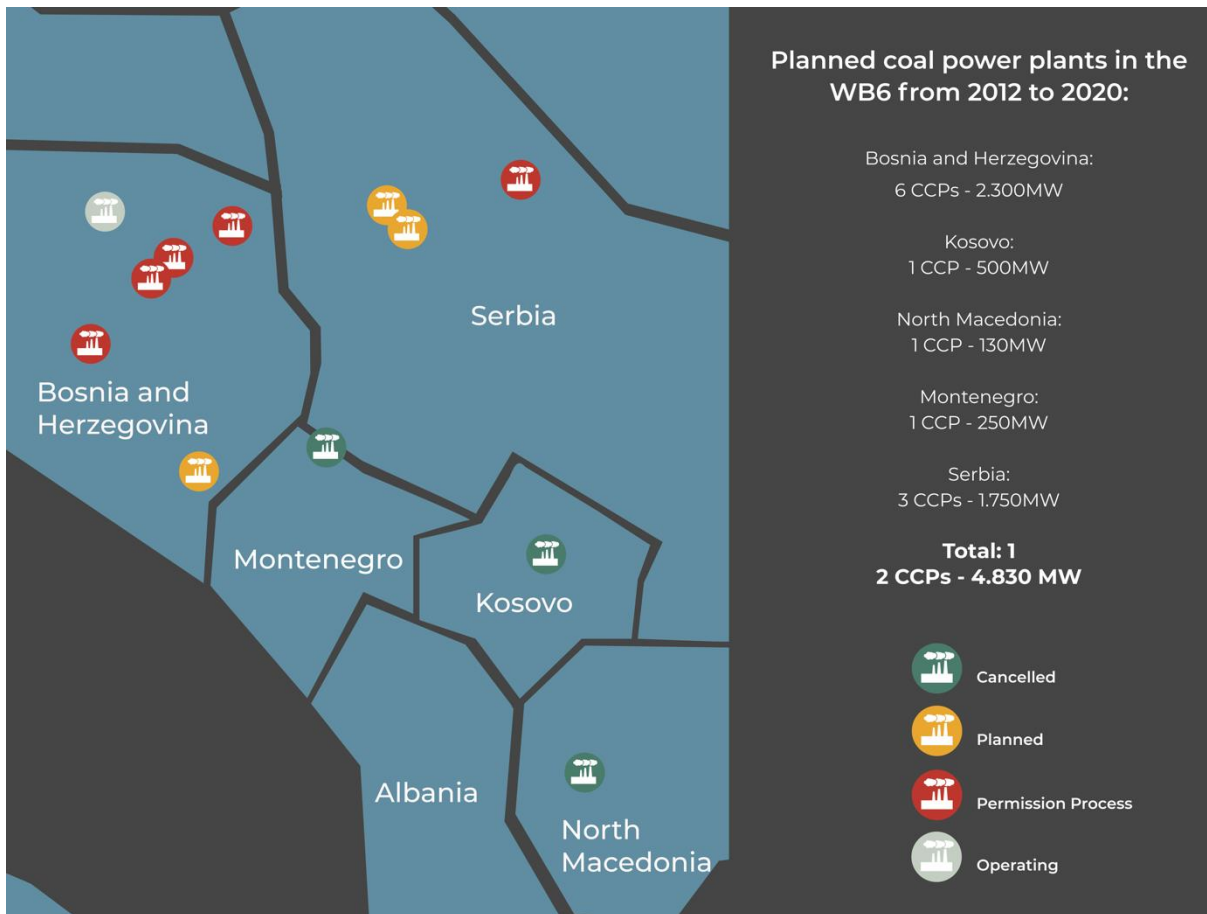 Planned coal power plants in the
WB6 from 2012 to 2020:
Bosnia and Herzegovina:
6 CCPs - 2.300MW
Kosovo:
1 CCP - 500MW
North Macedonia:
1 CCP - 130MW
Montenegro:
1 CCP - 250MW
Serbia:
3 CCPs - 1.750MW
Total: 1
2 CCPs - 4.830 MW
Cancelled
Planned
Permission Process
Operating
Serbia
Bosnia and
Herzegovina
Montenegro
Kosovo
Albania
North
Macedonia